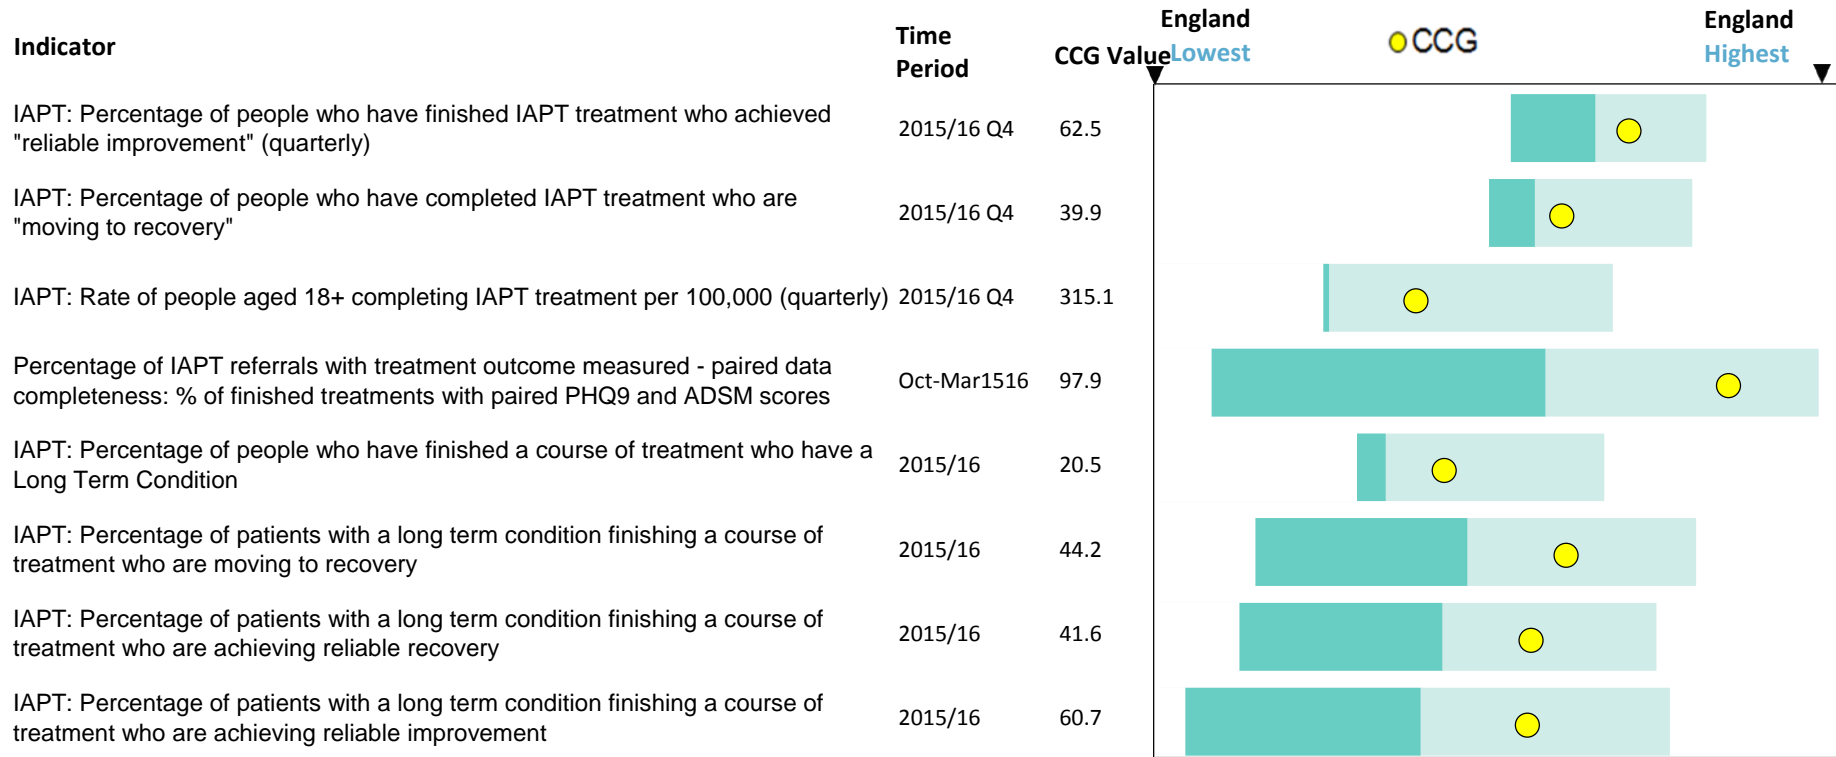 Indicator
Time
Period
CCG Value
England
Lowest
CCG
England
Highest
IAPT: Percentage of people who have finished IAPT treatment who achieved
"reliable improvement" (quarterly)
2015/16 Q4
62.5
IAPT: Percentage of people who have completed IAPT treatment who are
"moving to recovery"
2015/16 Q4
39.9
IAPT: Rate of people aged 18+ completing IAPT treatment per 100,000 (quarterly)
2015/16 Q4
315.1
Percentage of IAPT referrals with treatment outcome measured - paired data
completeness: % of finished treatments with paired PHQ9 and ADSM scores
Oct-Mar1516
97.9
IAPT: Percentage of people who have finished a course of treatment who have a
Long Term Condition
2015/16
20.5
IAPT: Percentage of patients with a long term condition finishing a course of
treatment who are moving to recovery
2015/16
44.2
IAPT: Percentage of patients with a long term condition finishing a course of
treatment who are achieving reliable recovery
2015/16
41.6
IAPT: Percentage of patients with a long term condition finishing a course of
treatment who are achieving reliable improvement
2015/16
60.7